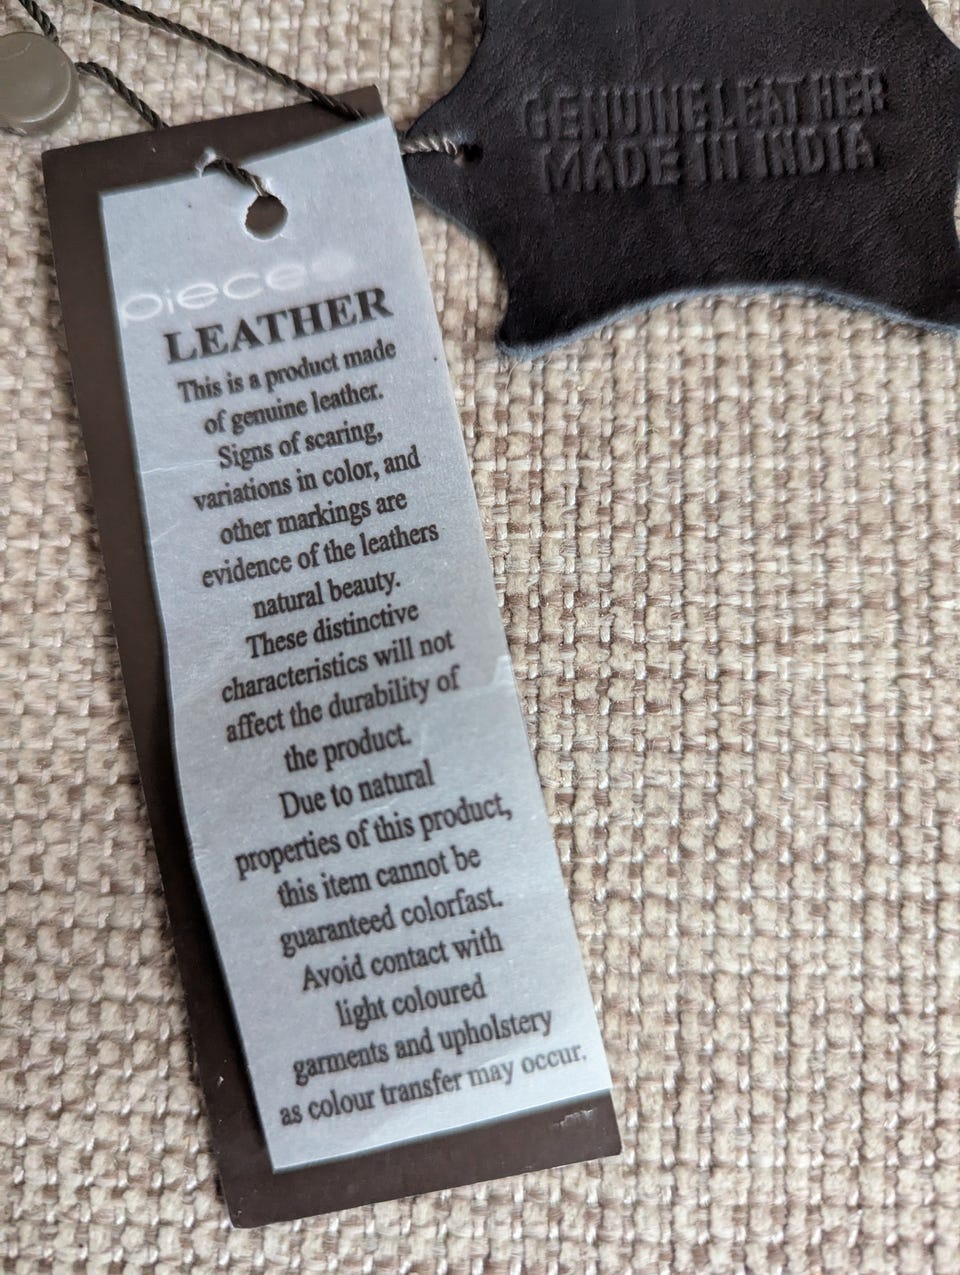 GENUINE LEATHER
MADE IN INDIA
pieces
LEATHER
This is a product made
of genuine leather.
Signs of scaring,
variations in color, and
other markings are
evidence of the leathers
natural beauty.
These distinctive
characteristics will not
affect the durability of
the product.
Due to natural
properties of this product,
this item cannot be
guaranteed colorfast.
Avoid contact with
light coloured
garments and upholstery
as colour transfer may occur.